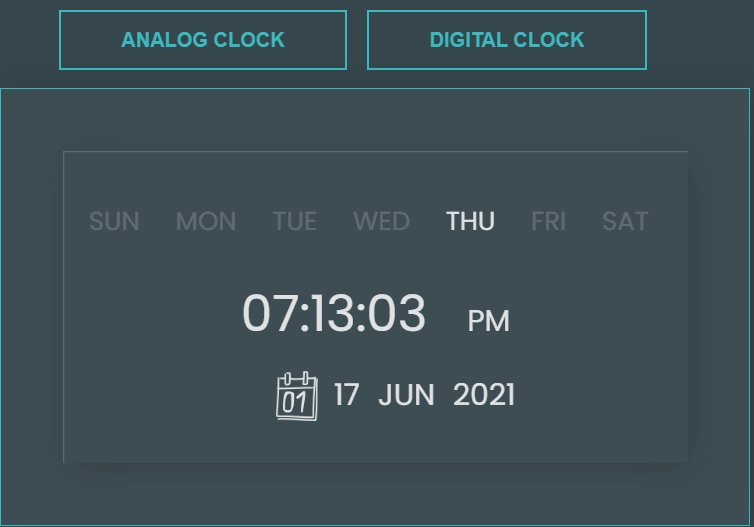 ANALOG CLOCK DIGITAL CLOCK
SUN MON TUE WED THU FRI SAT
07:13:03 PM
01 17 JUN 2021